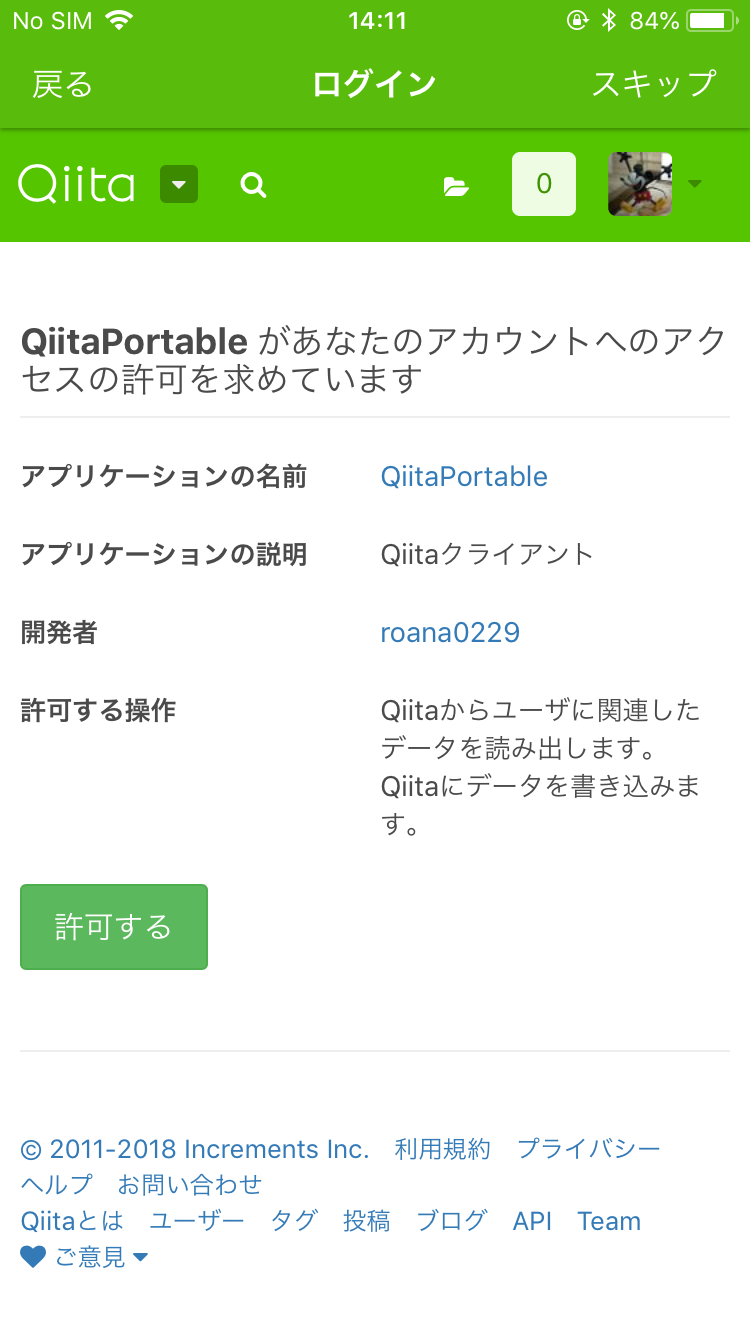 No SIM 14:11 84%
戻る ログイン スキップ
Qiita 0
QiitaPortable があなたのアカウントへのアク
セスの許可を求めています
アプリケーションの名前 QiitaPortable
アプリケーションの説明 Qiitaクライアント
開発者 roana0229
許可する操作 Qiitaからユーザに関連した
データを読み出します。
Qiitaにデータを書き込みま
す。
許可する
© 2011-2018 Increments Inc. 利用規約 プライバシー
ヘルプ お問い合わせ
Qiitaとは ユーザー タグ 投稿 ブログ API Team
ご意見